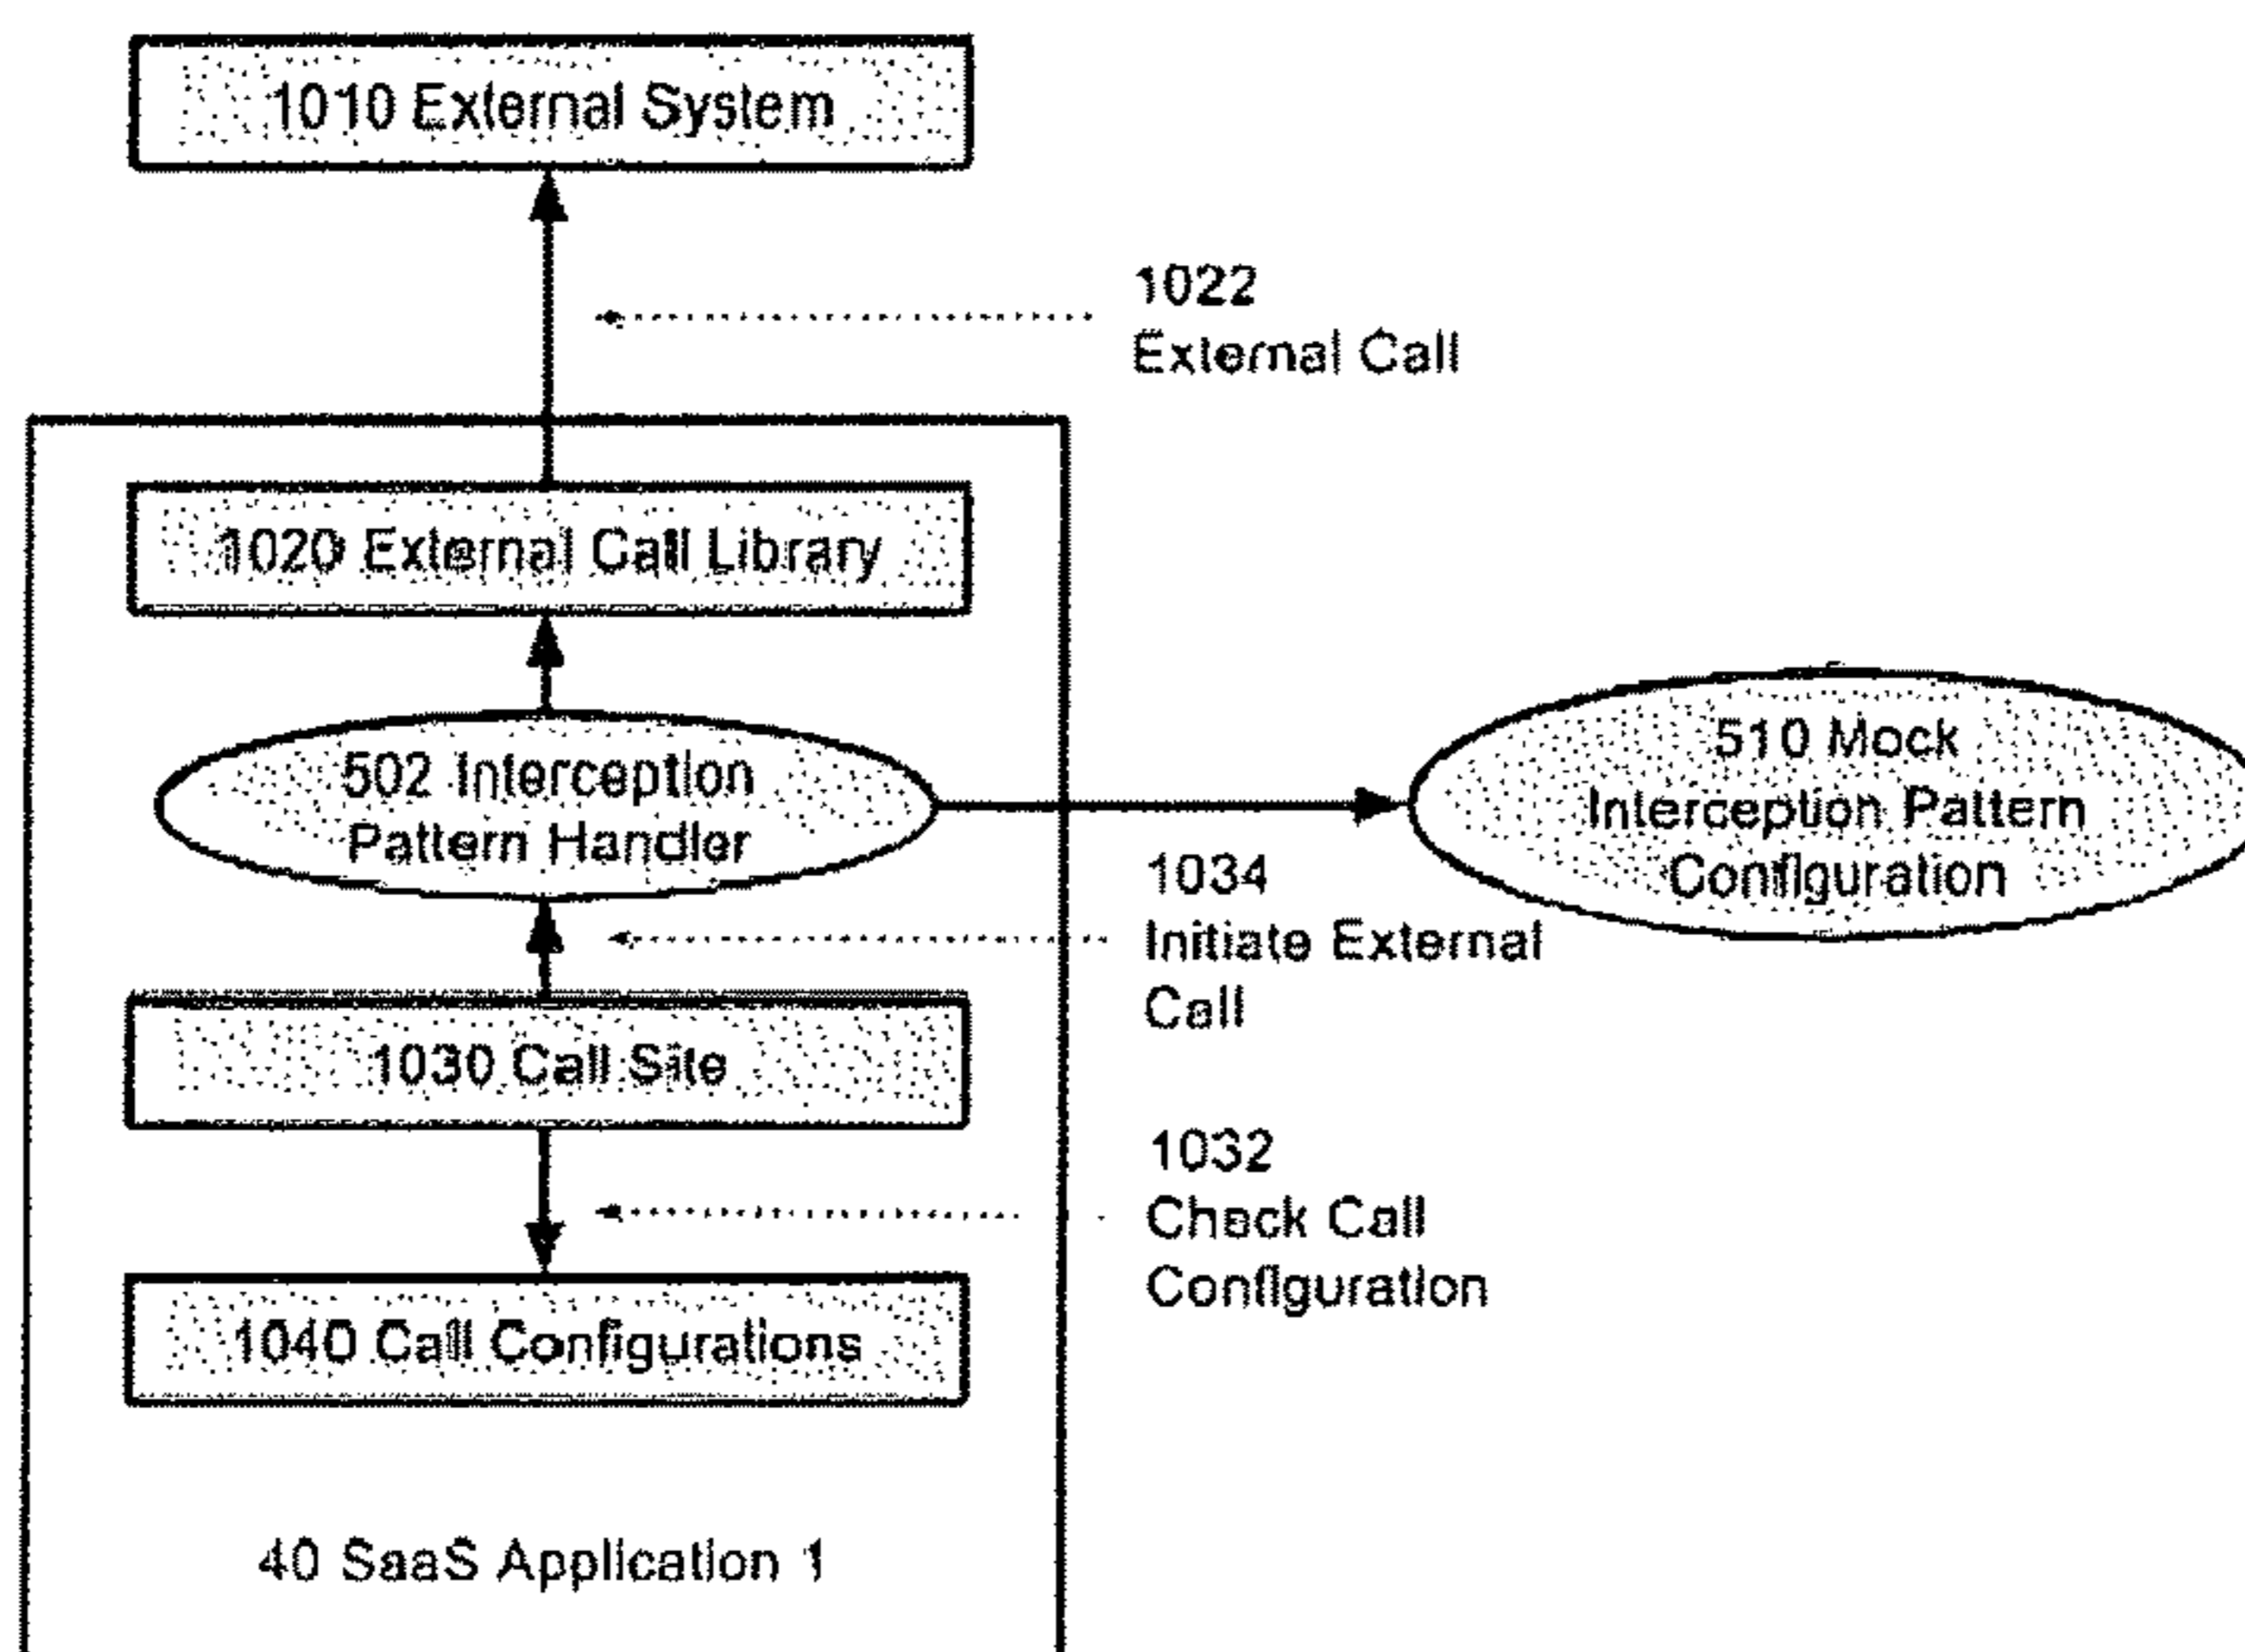 1010 External System
1022
External Call
1020 External Call Library
502 Interception
Pattern Handler
510 Mock
Interception Pattern
Configuration
1034
Initiate External
Call
1030 Call Site
1032
Check Call
Configuration
1040 Call Configurations
40 SaaS Application 1